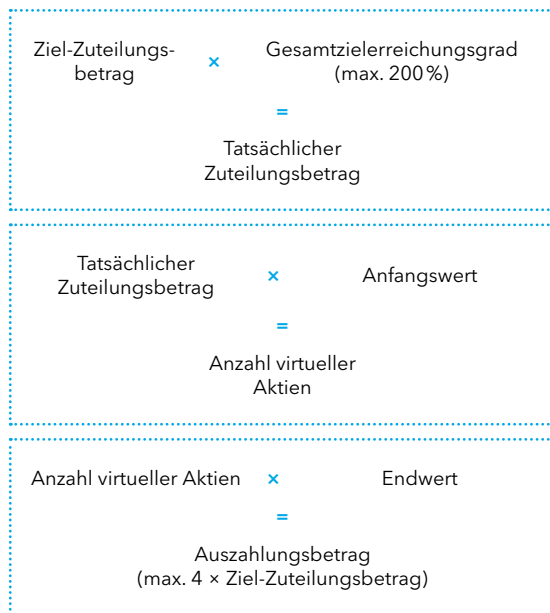 Ziel-Zuteilungs-
betrag
×
Gesamtzielerreichungsgrad
(max. 200 %)
=
Tatsächlicher
Zuteilungsbetrag
Tatsächlicher
Zuteilungsbetrag
×
Anfangswert
=
Anzahl virtueller
Aktien
Anzahl virtueller Aktien × Endwert
=
Auszahlungsbetrag
(max. 4 × Ziel-Zuteilungsbetrag)